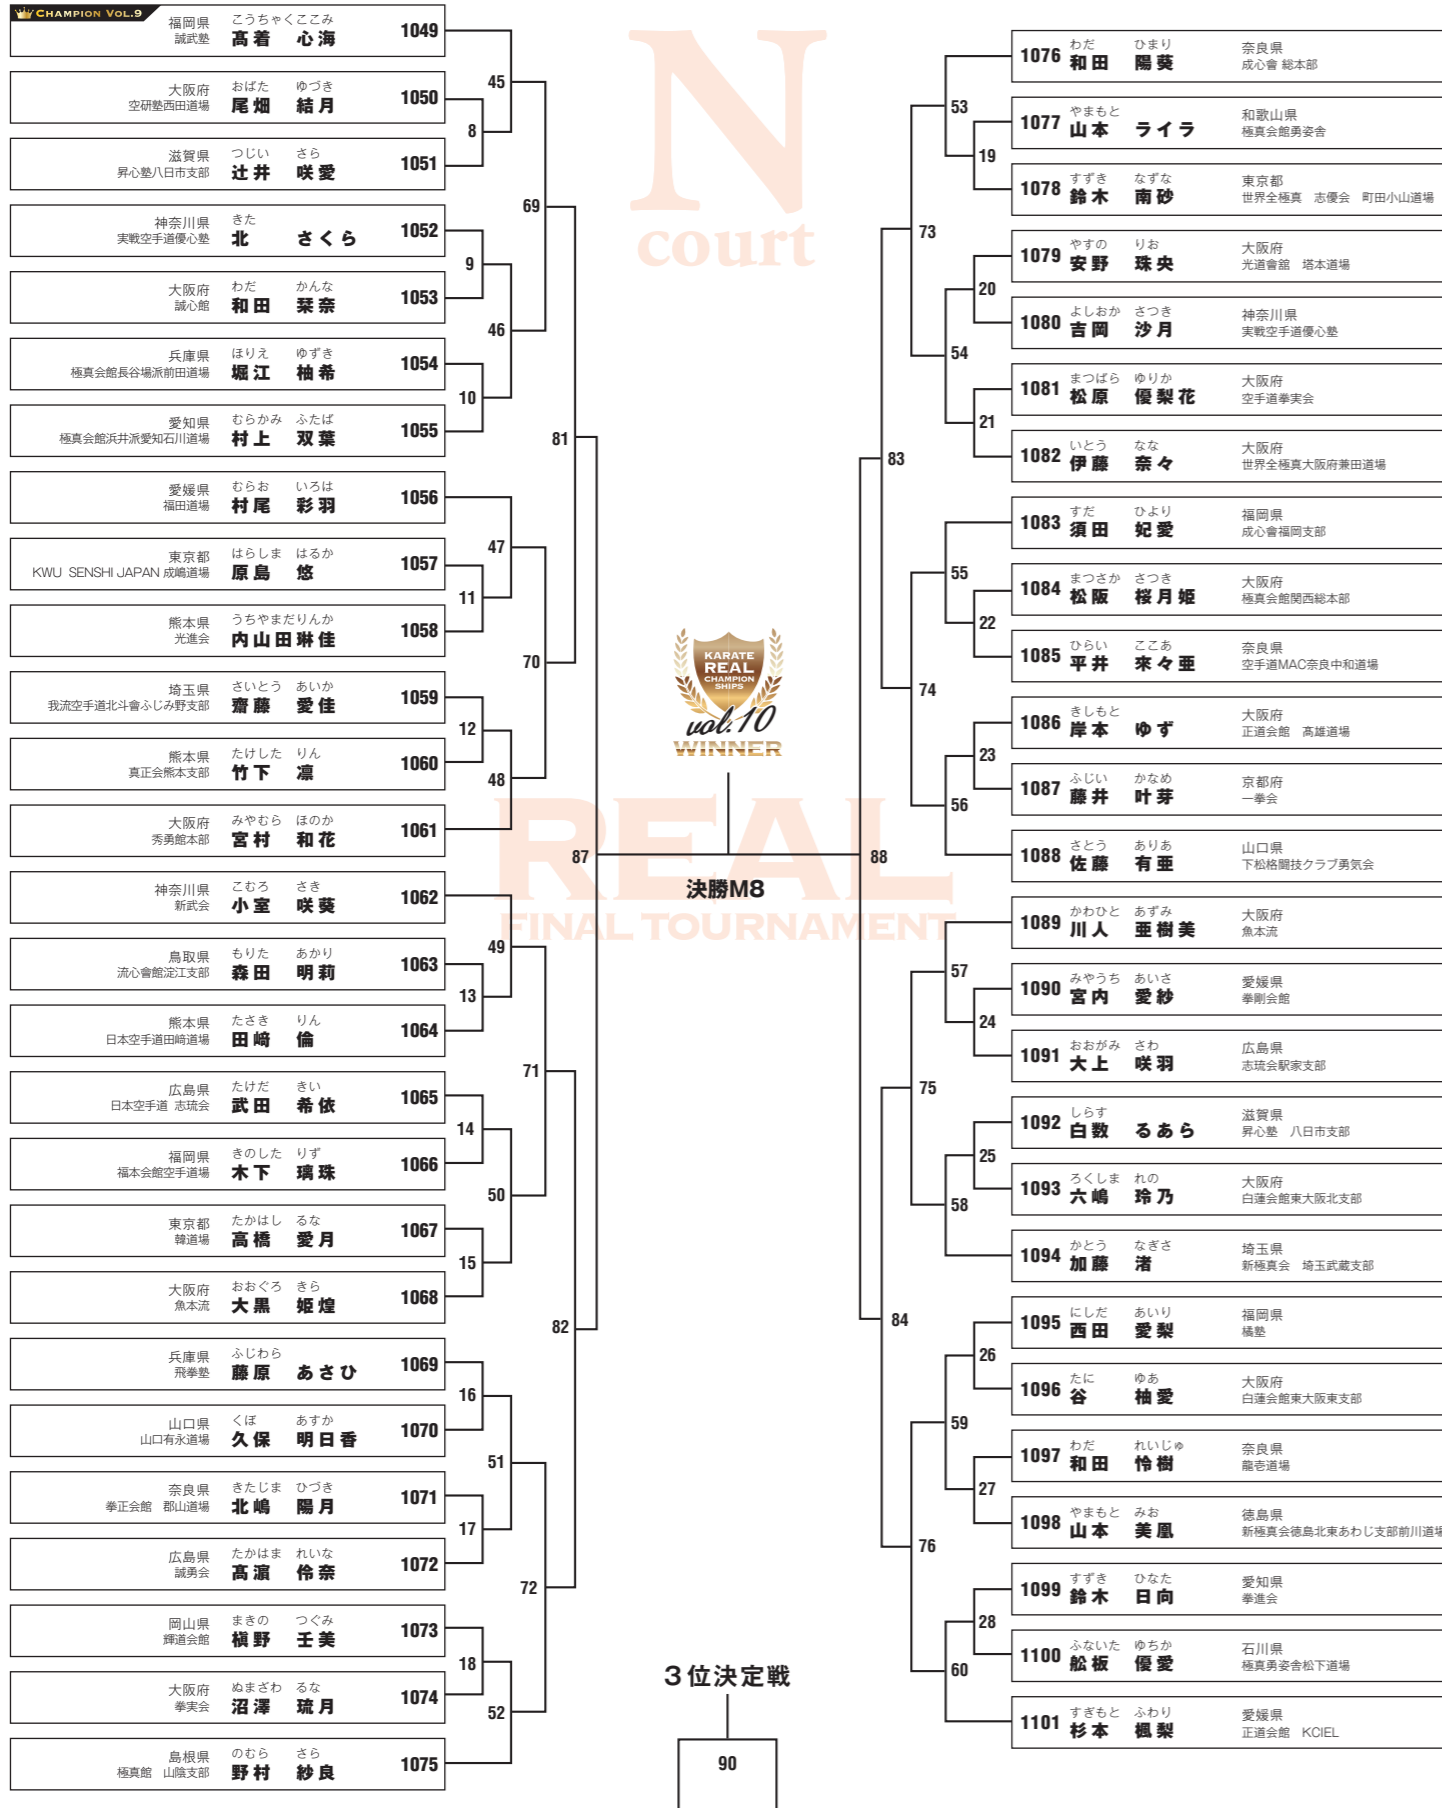 CHAMPION VOL.9
福岡県 こうちゃくここみ
誠武塾 髙着 心海 1049
大阪府 おばた ゆづき
空研塾西田道場 尾畑 結月 1050
滋賀県 つじい さら
昇心塾八日市支部 辻井 咲愛 1051
神奈川県 きた
実戦空手道優心塾 北 さくら 1052
大阪府 わだ かんな
誠心館 和田 栞奈 1053
兵庫県 ほりえ ゆずき
極真会館長谷場派前田道場 堀江 柚希 1054
愛知県 むらかみ ふたば
極真会館浜井派愛知石川道場 村上 双葉 1055
愛媛県 むらお いろは
福田道場 村尾 彩羽 1056
東京都 はらしま はるか
KWU SENSHI JAPAN 成嶋道場 原島 悠 1057
熊本県 うちやまだりんか
光進会 内山田琳佳 1058
埼玉県 さいとう あいか
我流空手道北斗會ふじみ野支部 齋藤 愛佳 1059
熊本県 たけした りん
真正会熊本支部 竹下 凛 1060
大阪府 みやむら ほのか
秀勇館本部 宮村 和花 1061
神奈川県 こむろ さき
新武会 小室 咲葵 1062
鳥取県 もりた あかり
流心會館淀江支部 森田 明莉 1063
熊本県 たさき りん
日本空手道田﨑道場 田﨑 倫 1064
広島県 たけだ きい
日本空手道 志琉会 武田 希依 1065
福岡県 きのした りず
福本会館空手道場 木下 璃珠 1066
東京都 たかはし るな
韓道場 高橋 愛月 1067
大阪府 おおぐろ きら
魚本流 大黒 姫煌 1068
兵庫県 ふじわら
飛拳塾 藤原 あさひ 1069
山口県 くぼ あすか
山口有永道場 久保 明日香 1070
奈良県 きたじま ひづき
拳正会館 郡山道場 北嶋 陽月 1071
広島県 たかはま れいな
誠勇会 髙濵 伶奈 1072
岡山県 まきの つぐみ
輝道会館 槇野 壬美 1073
大阪府 ぬまざわ るな
拳実会 沼澤 琉月 1074
島根県 のむら さら
極真館 山陰支部 野村 紗良 1075
45
8
69
9
46
10
81
47
11
70
12
48
87
49
13
71
14
50
15
82
16
51
17
72
18
52
N
court
KARATE
REAL
CHAMPION
SHIPS
vol.10
WINNER
REAL
FINAL TOURNAMENT
決勝M8
3位決定戦
90
53
19
73
20
54
21
83
55
22
74
23
56
88
57
24
75
25
58
84
26
59
27
76
28
60
わだ ひまり 奈良県
1076 和田 陽葵 成心會 総本部
やまもと 和歌山県
1077 山本 ライラ 極真会館勇姿舎
すずき なずな 東京都
1078 鈴木 南砂 世界全極真 志優会 町田小山道場
やすの りお 大阪府
1079 安野 珠央 光道會舘 塔本道場
よしおか さつき 神奈川県
1080 吉岡 沙月 実戦空手道優心塾
まつばら ゆりか 大阪府
1081 松原 優梨花 空手道拳実会
いとう なな 大阪府
1082 伊藤 奈々 世界全極真大阪府兼田道場
すだ ひより 福岡県
1083 須田 妃愛 成心會福岡支部
まつさか さつき 大阪府
1084 松阪 桜月姫 極真会館関西総本部
ひらい ここあ 奈良県
1085 平井 來々亜 空手道MAC奈良中和道場
きしもと 大阪府
1086 岸本 ゆず 正道会館 髙雄道場
ふじい かなめ 京都府
1087 藤井 叶芽 一拳会
さとう ありあ 山口県
1088 佐藤 有亜 下松格闘技クラブ勇気会
かわひと あずみ 大阪府
1089 川人 亜樹美 魚本流
みやうち あいさ 愛媛県
1090 宮内 愛紗 拳剛会館
おおがみ さわ 広島県
1091 大上 咲羽 志琉会駅家支部
しらす 滋賀県
1092 白数 るあら 昇心塾 八日市支部
ろくしま れの 大阪府
1093 六嶋 玲乃 白蓮会館東大阪北支部
かとう なぎさ 埼玉県
1094 加藤 渚 新極真会 埼玉武蔵支部
にしだ あいり 福岡県
1095 西田 愛梨 橘塾
たに ゆあ 大阪府
1096 谷 柚愛 白蓮会館東大阪東支部
わだ れいじゅ 奈良県
1097 和田 怜樹 龍壱道場
やまもと みお 徳島県
1098 山本 美凰 新極真会徳島北東あわじ支部前川道場
すずき ひなた 愛知県
1099 鈴木 日向 拳進会
ふないた ゆちか 石川県
1100 舩板 優愛 極真勇姿舎松下道場
すぎもと ふわり 愛媛県
1101 杉本 楓梨 正道会館 KCIEL